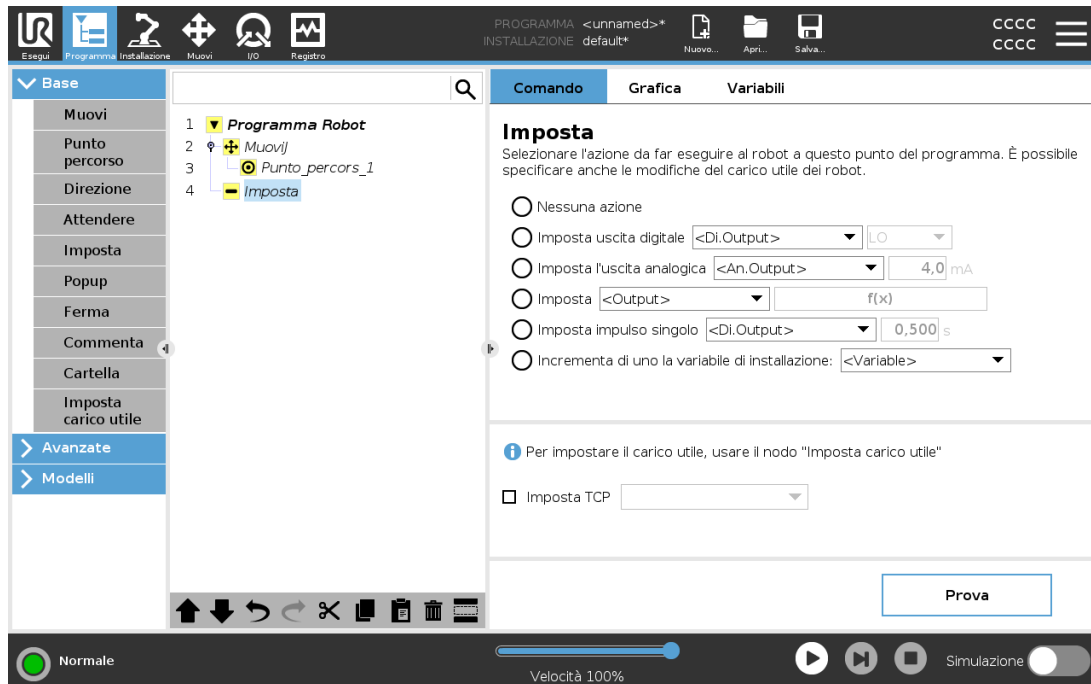 PROGRAMMA <unnamed>*
INSTALLAZIONE default*
Esegui
Programma
Installazione
Muovi
I/O
Registro
Nuovo...
Apri...
Salva...
CCCC
CCCC
Base
Muovi
Punto
percorso
Direzione
Attendere
Imposta
Popup
Ferma
Commenta
Cartella
Imposta
carico utile
Avanzate
Modelli
1 Programma Robot
2 MuoviJ
3 Punto_percors_1
4 Imposta
Comando Grafica Variabili
Imposta
Selezionare l'azione da far eseguire al robot a questo punto del programma. È possibile
specificare anche le modifiche del carico utile dei robot.
Nessuna azione
Imposta uscita digitale <Di.Output> LO
Imposta l'uscita analogica <An.Output> 4,0 mA
Imposta <Output> f(x)
Imposta impulso singolo <Di.Output> 0,500 s
Incrementa di uno la variabile di installazione: <Variable>
Per impostare il carico utile, usare il nodo "Imposta carico utile"
Imposta TCP
Prova
Normale
Velocità 100%
Simulazione